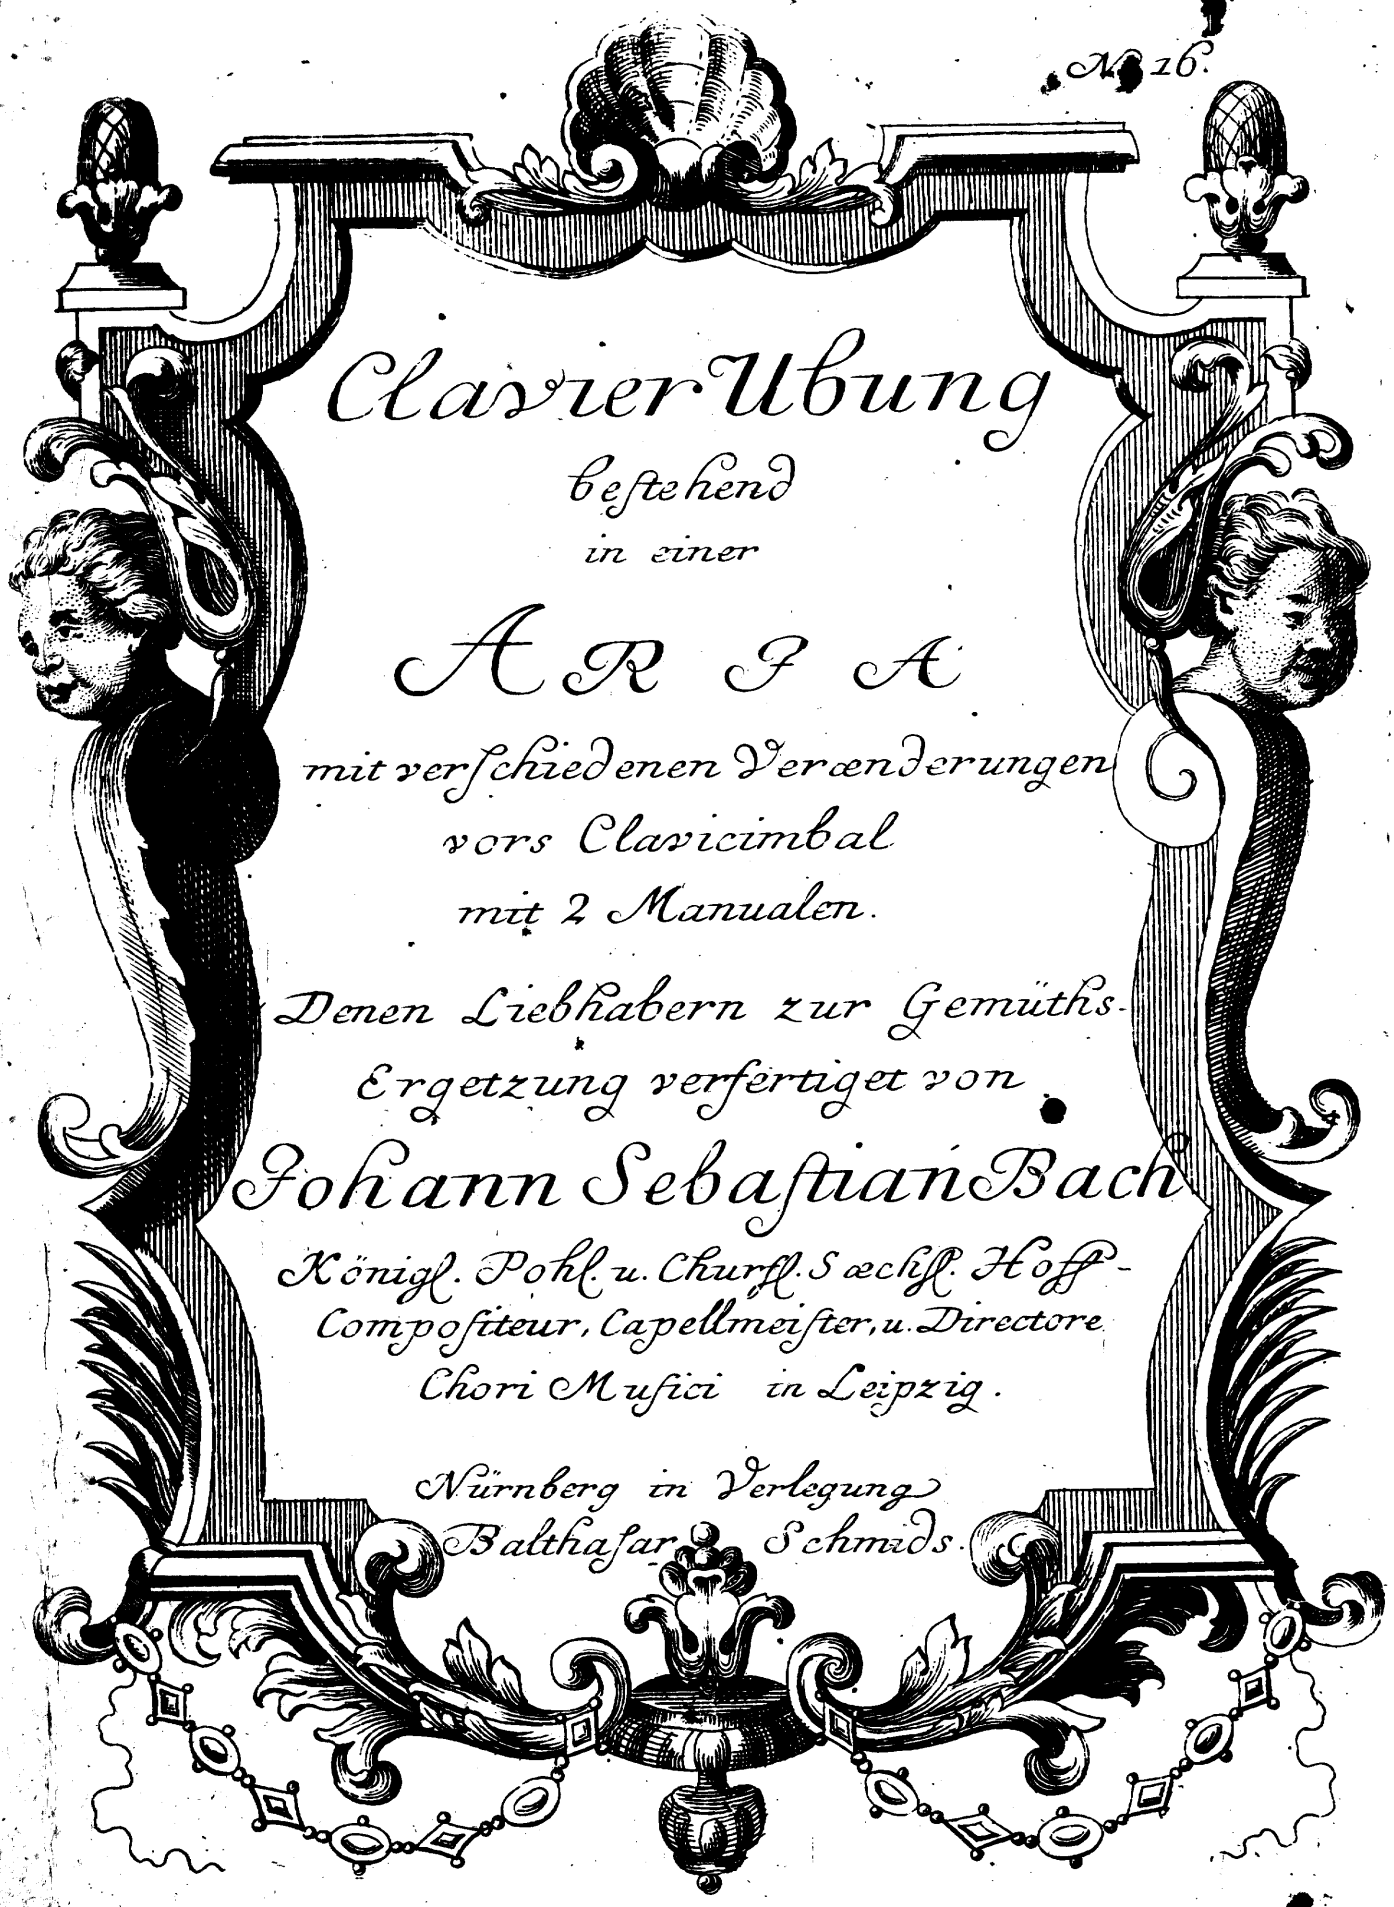 No 16.
Clavier Ubung
bestehend
in einer
ARIA
mit verschiedenen Verænderungen
vors Clavicimbal
mit 2 Manualen.
Denen Liebhabern zur Gemüths-
Ergetzung verfertiget von
Johann Sebastian Bach
Königl. Pohl. u. Churfl. Sæchsl. Hoff-
Compositeur, Capellmeister, u. Directore
Chori Musici in Leipzig.
Nürnberg in Verlegung
Balthasar Schmids.